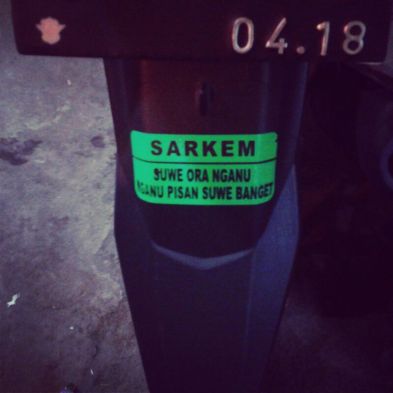 04.18
SARKEM
SUWE ORA NGANU
NGANU PISAN SUWE BANGET